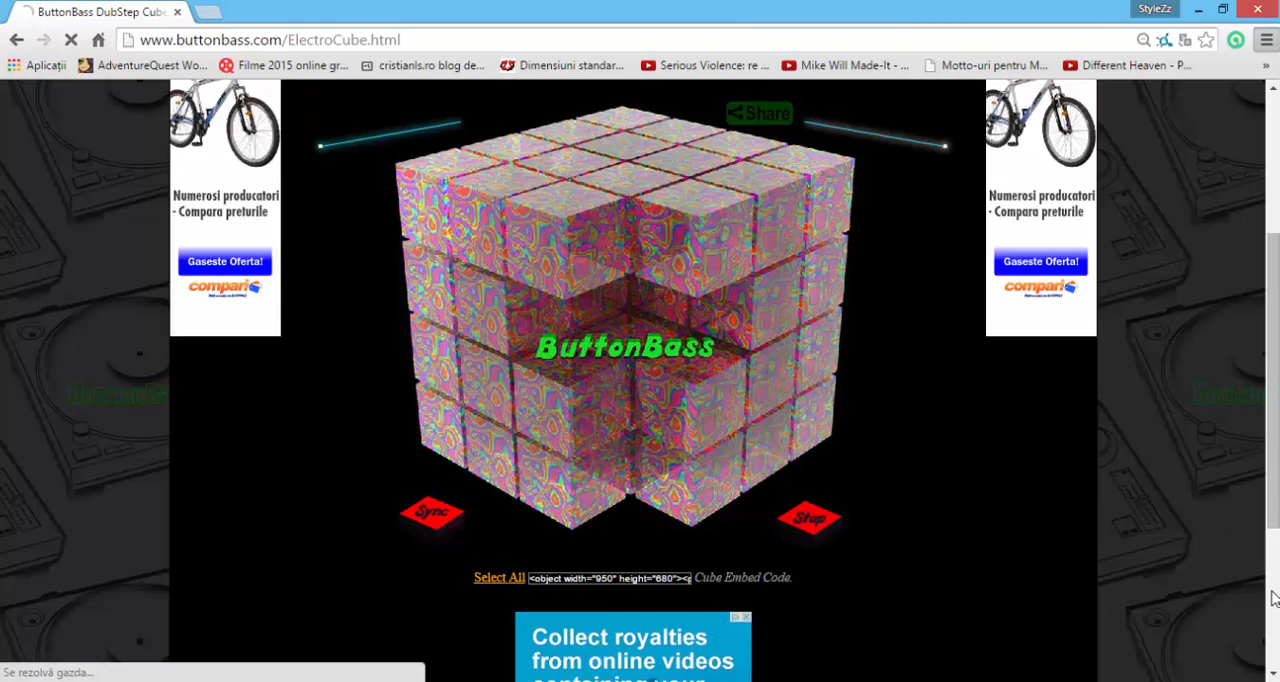 ButtonBass DubStep Cube
StyleZz
www.buttonbass.com/ElectroCube.html
Aplicații
AdventureQuest Wo...
Filme 2015 online gr...
cristianls.ro blog de...
Dimensiuni standar...
Serious Violence: re ...
Mike Will Made-It - ...
Motto-uri pentru M...
Different Heaven - P...
»
Share
Numerosi producatori
- Compara preturile
Gaseste Oferta!
compari
Numerosi producatori
- Compara preturile
Gaseste Oferta!
compari
ButtonBass
Sync
Stop
Select All
<object width="950" height="680"><p
Cube Embed Code.
Collect royalties
from online videos
containing your
Se rezolvă gazda...